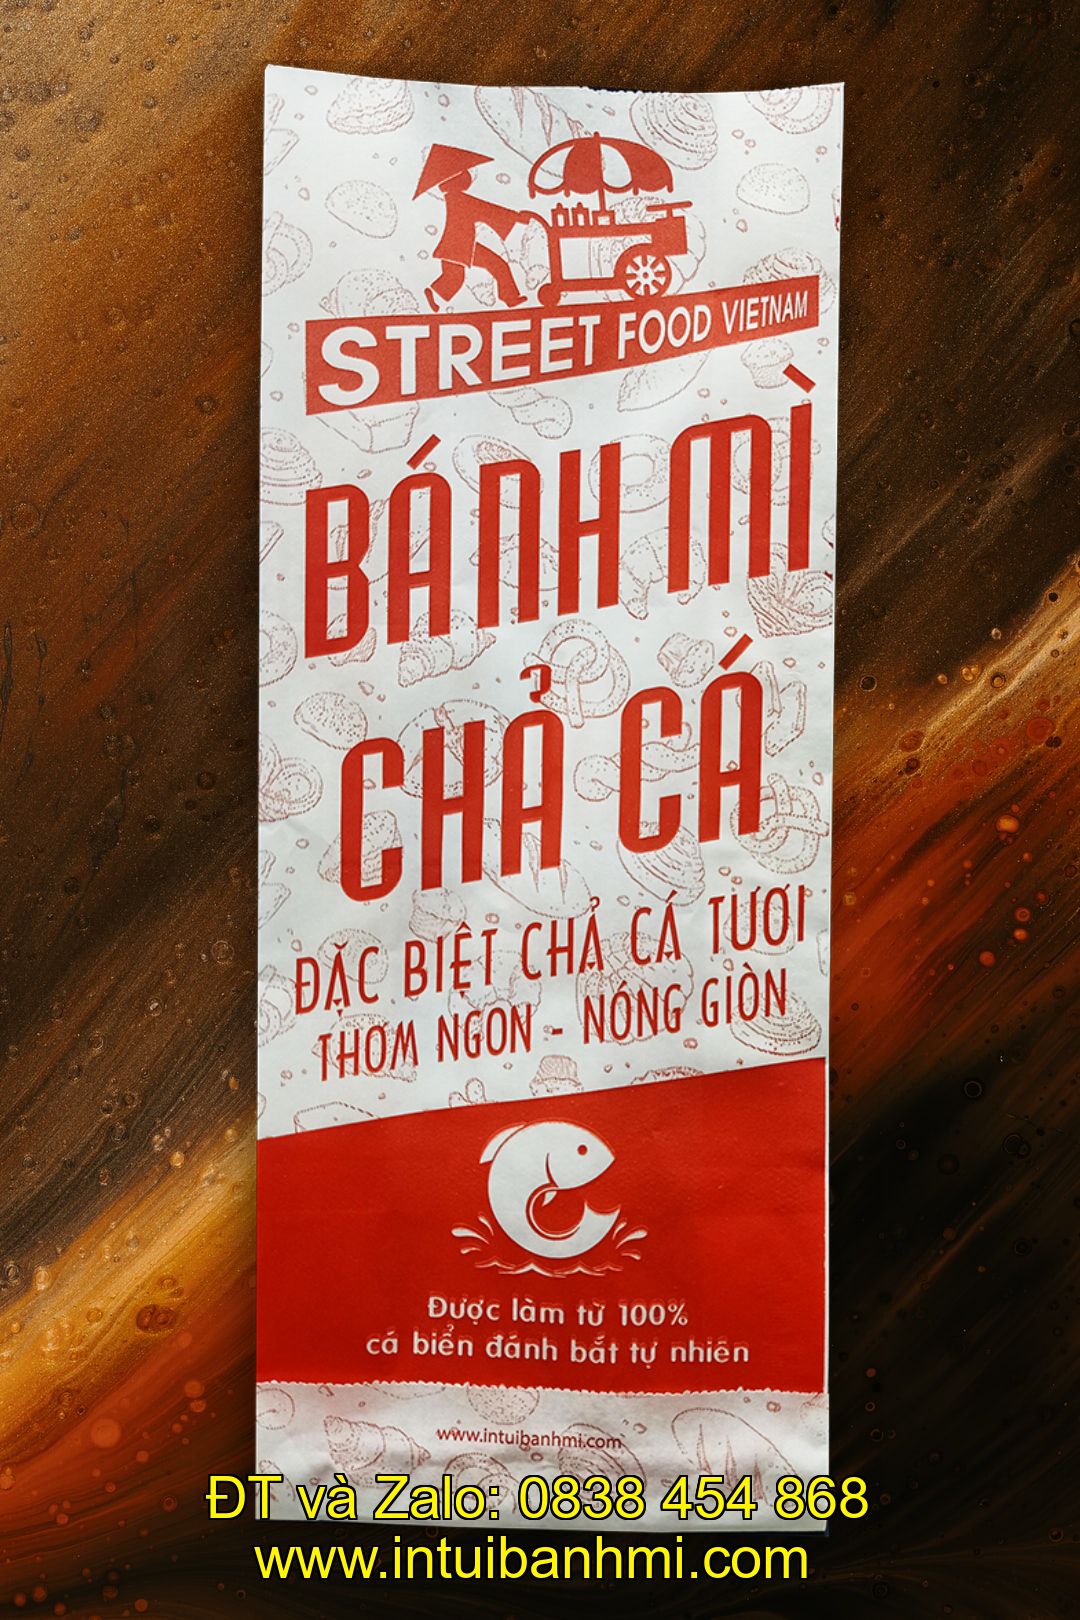 STREET FOOD VIETNAM
BÁNH MÌ
CHẢ CÁ
ĐẶC BIỆT CHẢ CÁ TƯƠI
THƠM NGON - NÓNG GIÒN
Được làm từ 100%
cá biển đánh bắt tự nhiên
www.intuibanhmi.com
ĐT và Zalo: 0838 454 868
www.intuibanhmi.com